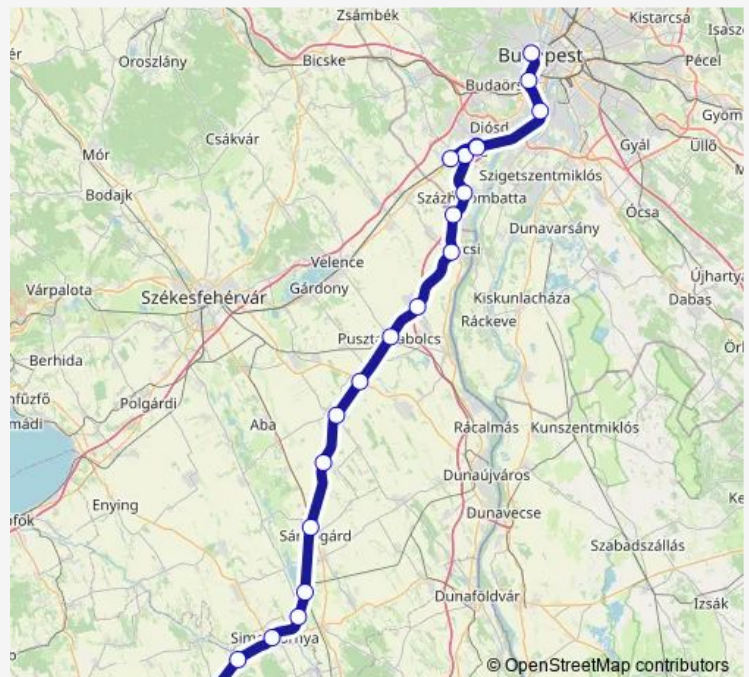 Zsámbék
Kistarcsa
Isasz
Oroszlány
Bicske
Budapest
Pécel
Budaörs
Gyöm
Diósd
Csákvár
Gyál
Üllő
Mór
Szigetszentmiklós
Bodajk
Ócsa
Dunavarsány
Velence
Újhartyá
Várpalota
Székesfehérvár
Gárdony
Kiskunlacháza
Dabas
Ráckeve
Berhida
Polgárdi
Aba
Rácalmás
Kunszentmiklós
Dunaújváros
Enying
Dunavecse
Szabadszállás
Dunaföldvár
Izsák
© OpenStreetMap contributors